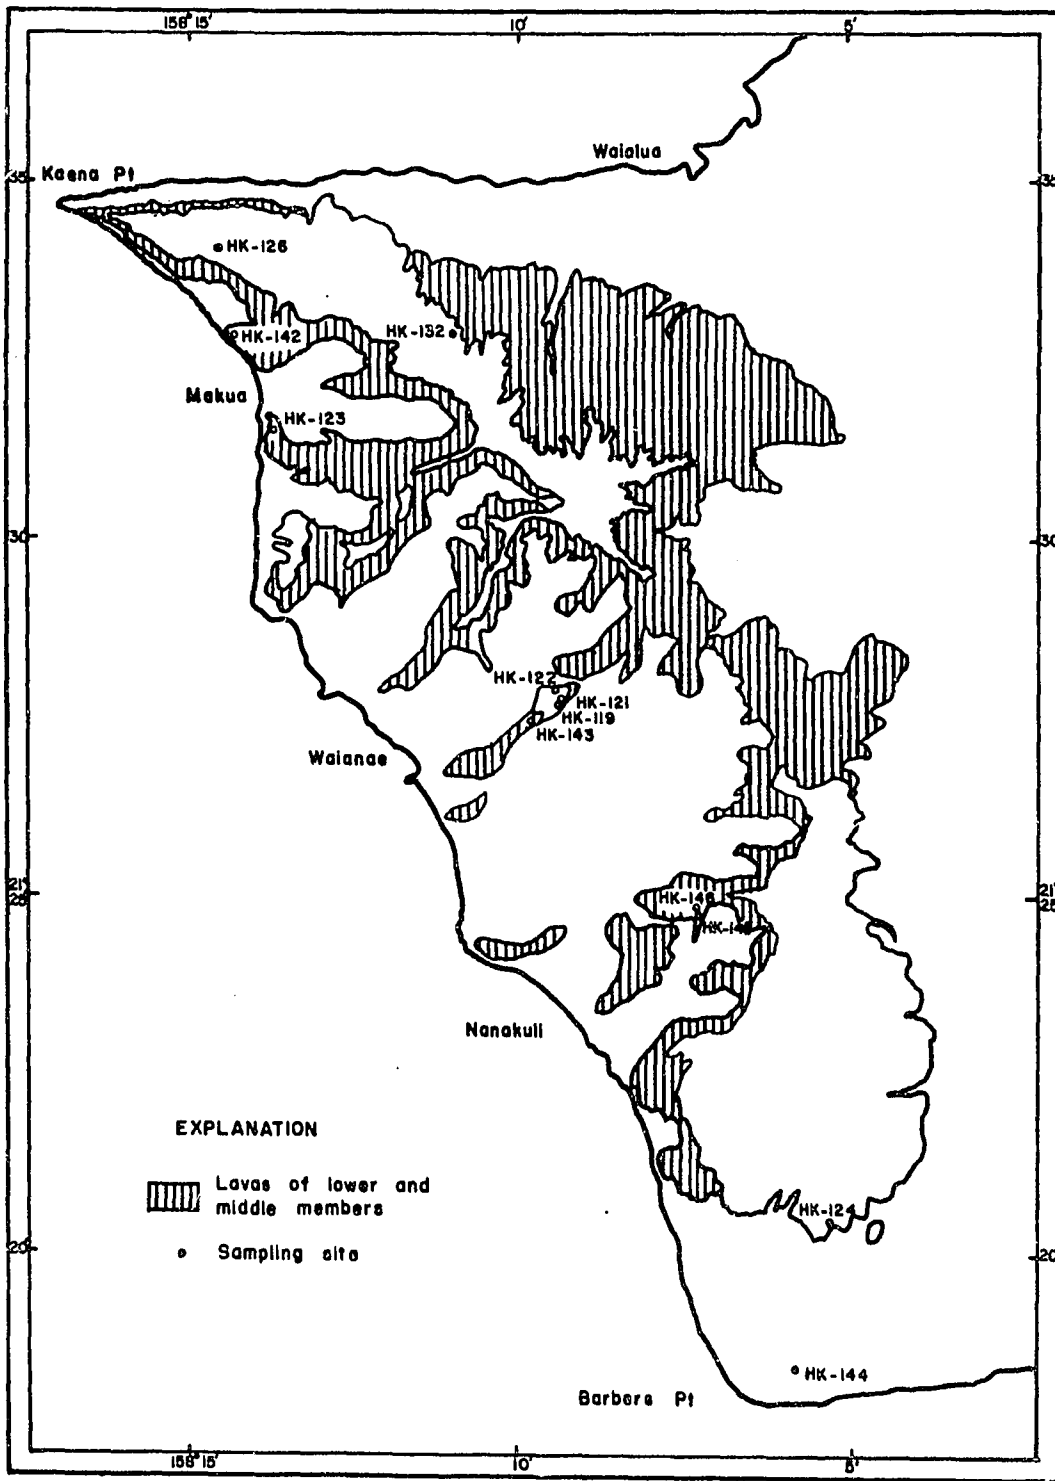 158° 15'
10'
5'
Waialua
Kaena Pt
35
35
HK-126
HK-142
HK-132
Makua
HK-123
30
30
HK-122
HK-121
HK-119
HK-143
Waianae
21°
25
21°
25
HK-146
Nanakuli
EXPLANATION
Lavas of lower and
middle members
Sampling site
HK-124
20
20
HK-144
Barbers Pt
158° 15'
10'
5'